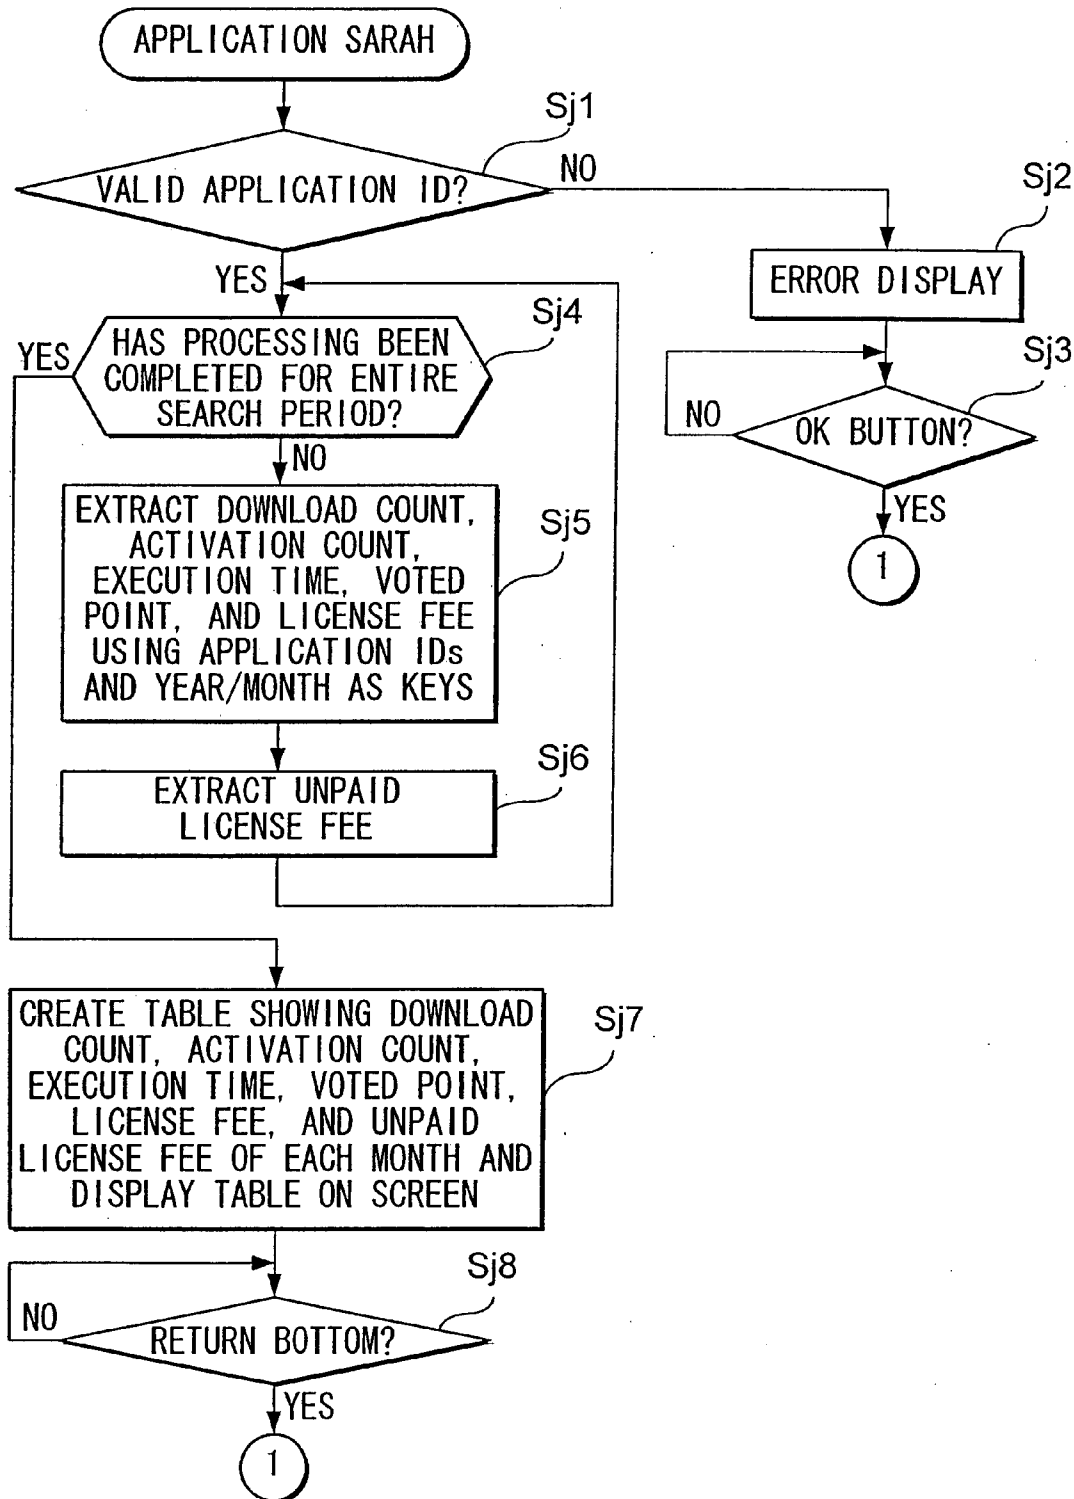 APPLICATION SARAH
Sj1
VALID APPLICATION ID?
NO
Sj2
ERROR DISPLAY
YES
Sj4
HAS PROCESSING BEEN
COMPLETED FOR ENTIRE
SEARCH PERIOD?
YES
NO
Sj3
OK BUTTON?
NO
YES
1
EXTRACT DOWNLOAD COUNT,
ACTIVATION COUNT,
EXECUTION TIME, VOTED
POINT, AND LICENSE FEE
USING APPLICATION IDs
AND YEAR/MONTH AS KEYS
Sj5
Sj6
EXTRACT UNPAID
LICENSE FEE
CREATE TABLE SHOWING DOWNLOAD
COUNT, ACTIVATION COUNT,
EXECUTION TIME, VOTED POINT,
LICENSE FEE, AND UNPAID
LICENSE FEE OF EACH MONTH AND
DISPLAY TABLE ON SCREEN
Sj7
Sj8
RETURN BOTTOM?
NO
YES
1